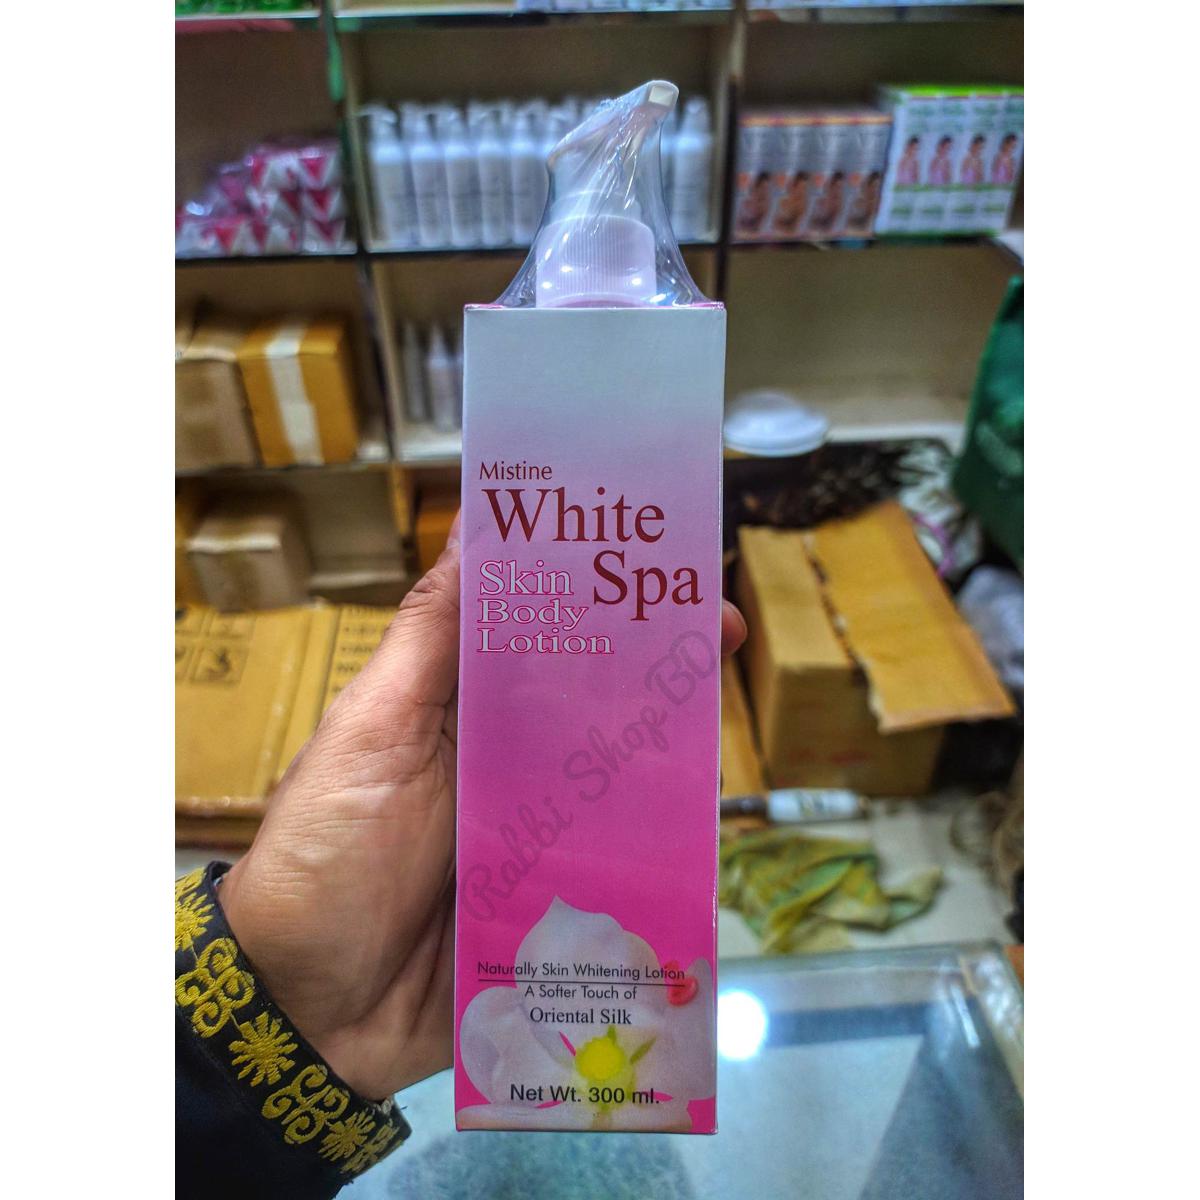 Mistine
White
Spa
Skin
Body
Lotion
Rabbi Shop BD
Naturally Skin Whitening Lotion
A Softer Touch of
Oriental Silk
Net Wt. 300 ml.